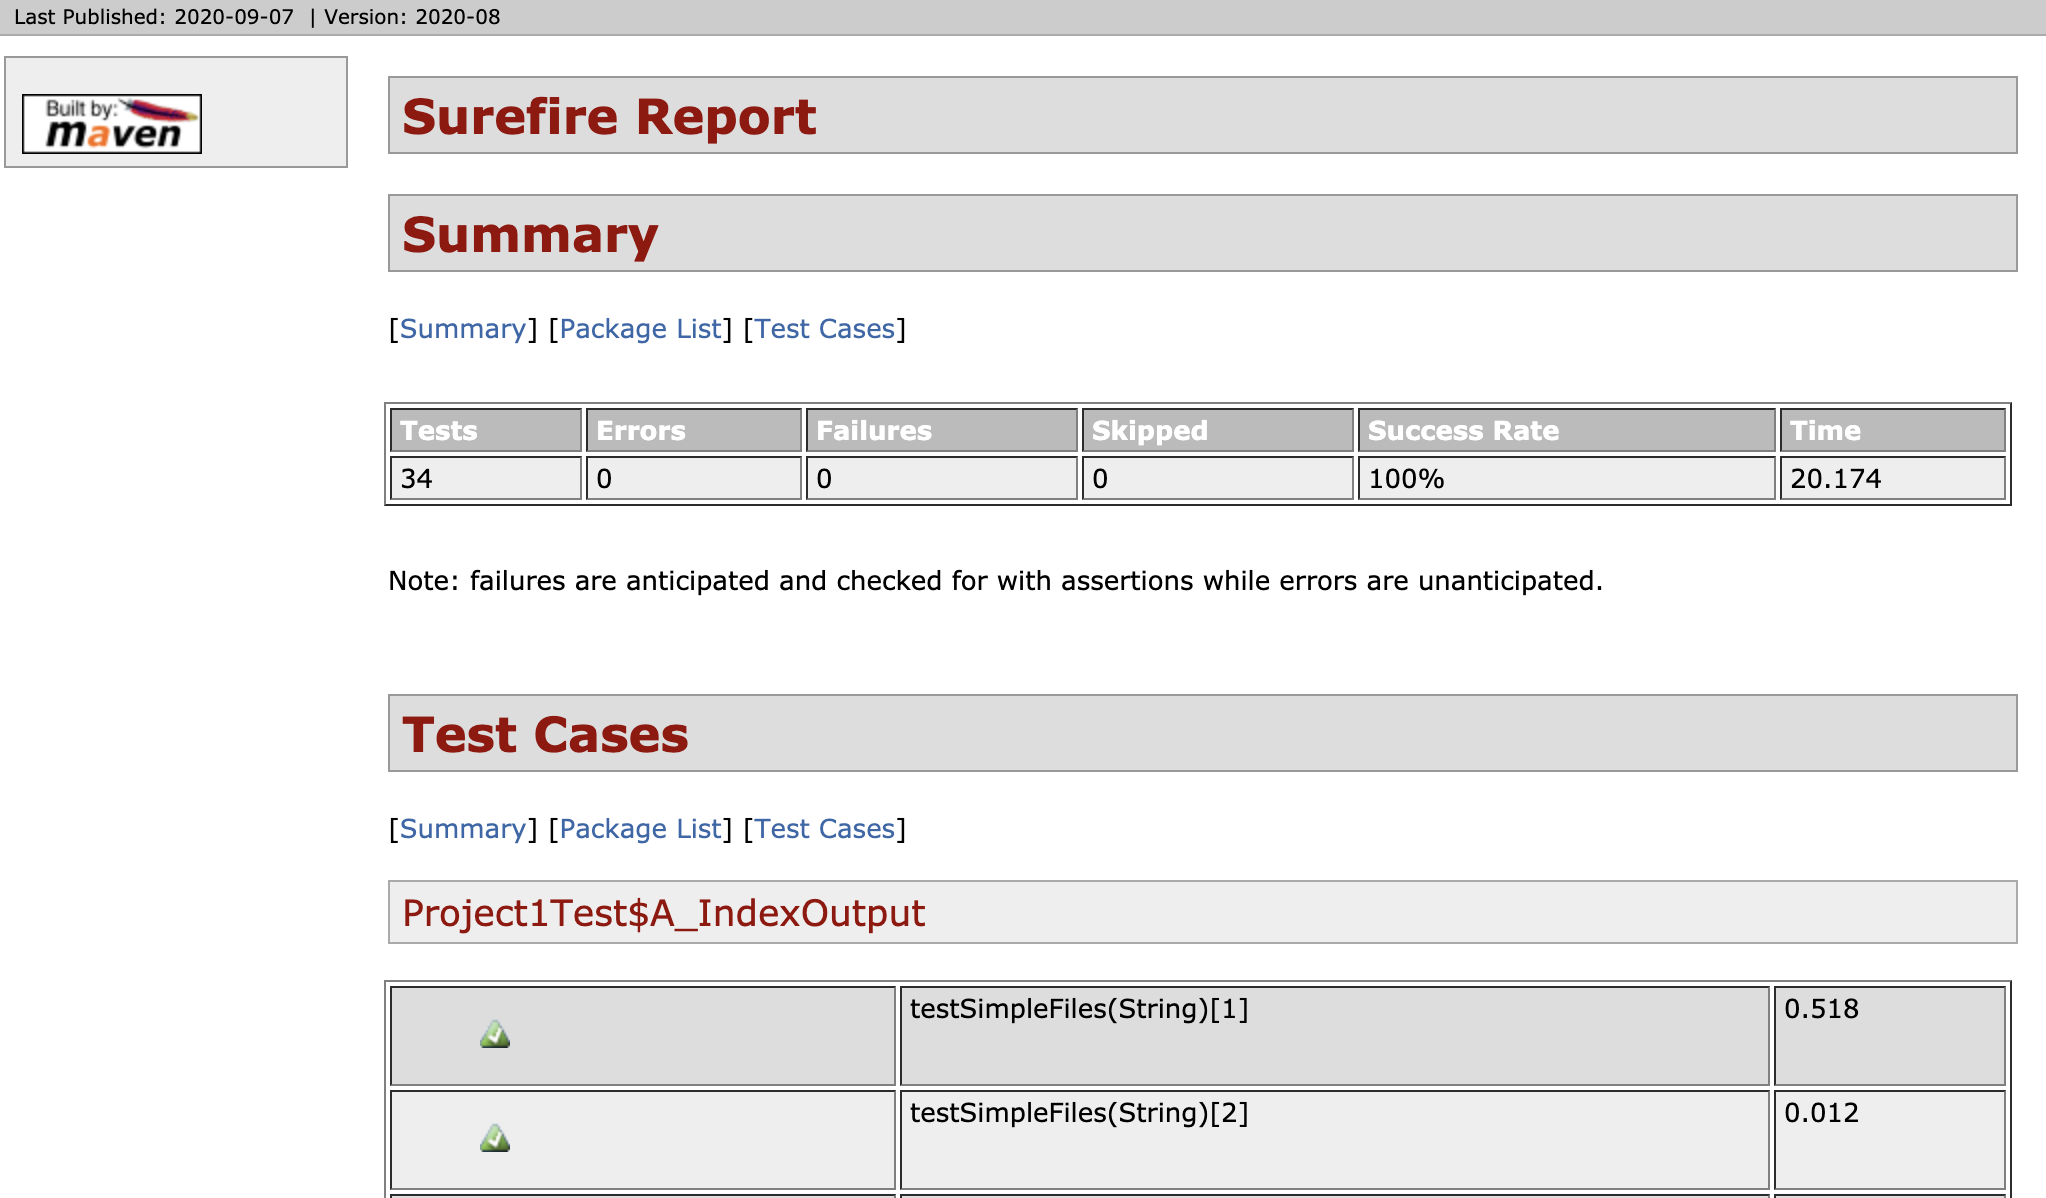 Last Published: 2020-09-07 | Version: 2020-08
Built by:
maven
Surefire Report
Summary
[Summary] [Package List] [Test Cases]
Tests Errors Failures Skipped Success Rate Time
34 0 0 0 100% 20.174
Note: failures are anticipated and checked for with assertions while errors are unanticipated.
Test Cases
[Summary] [Package List] [Test Cases]
Project1Test$A_IndexOutput
testSimpleFiles(String)[1] 0.518
testSimpleFiles(String)[2] 0.012